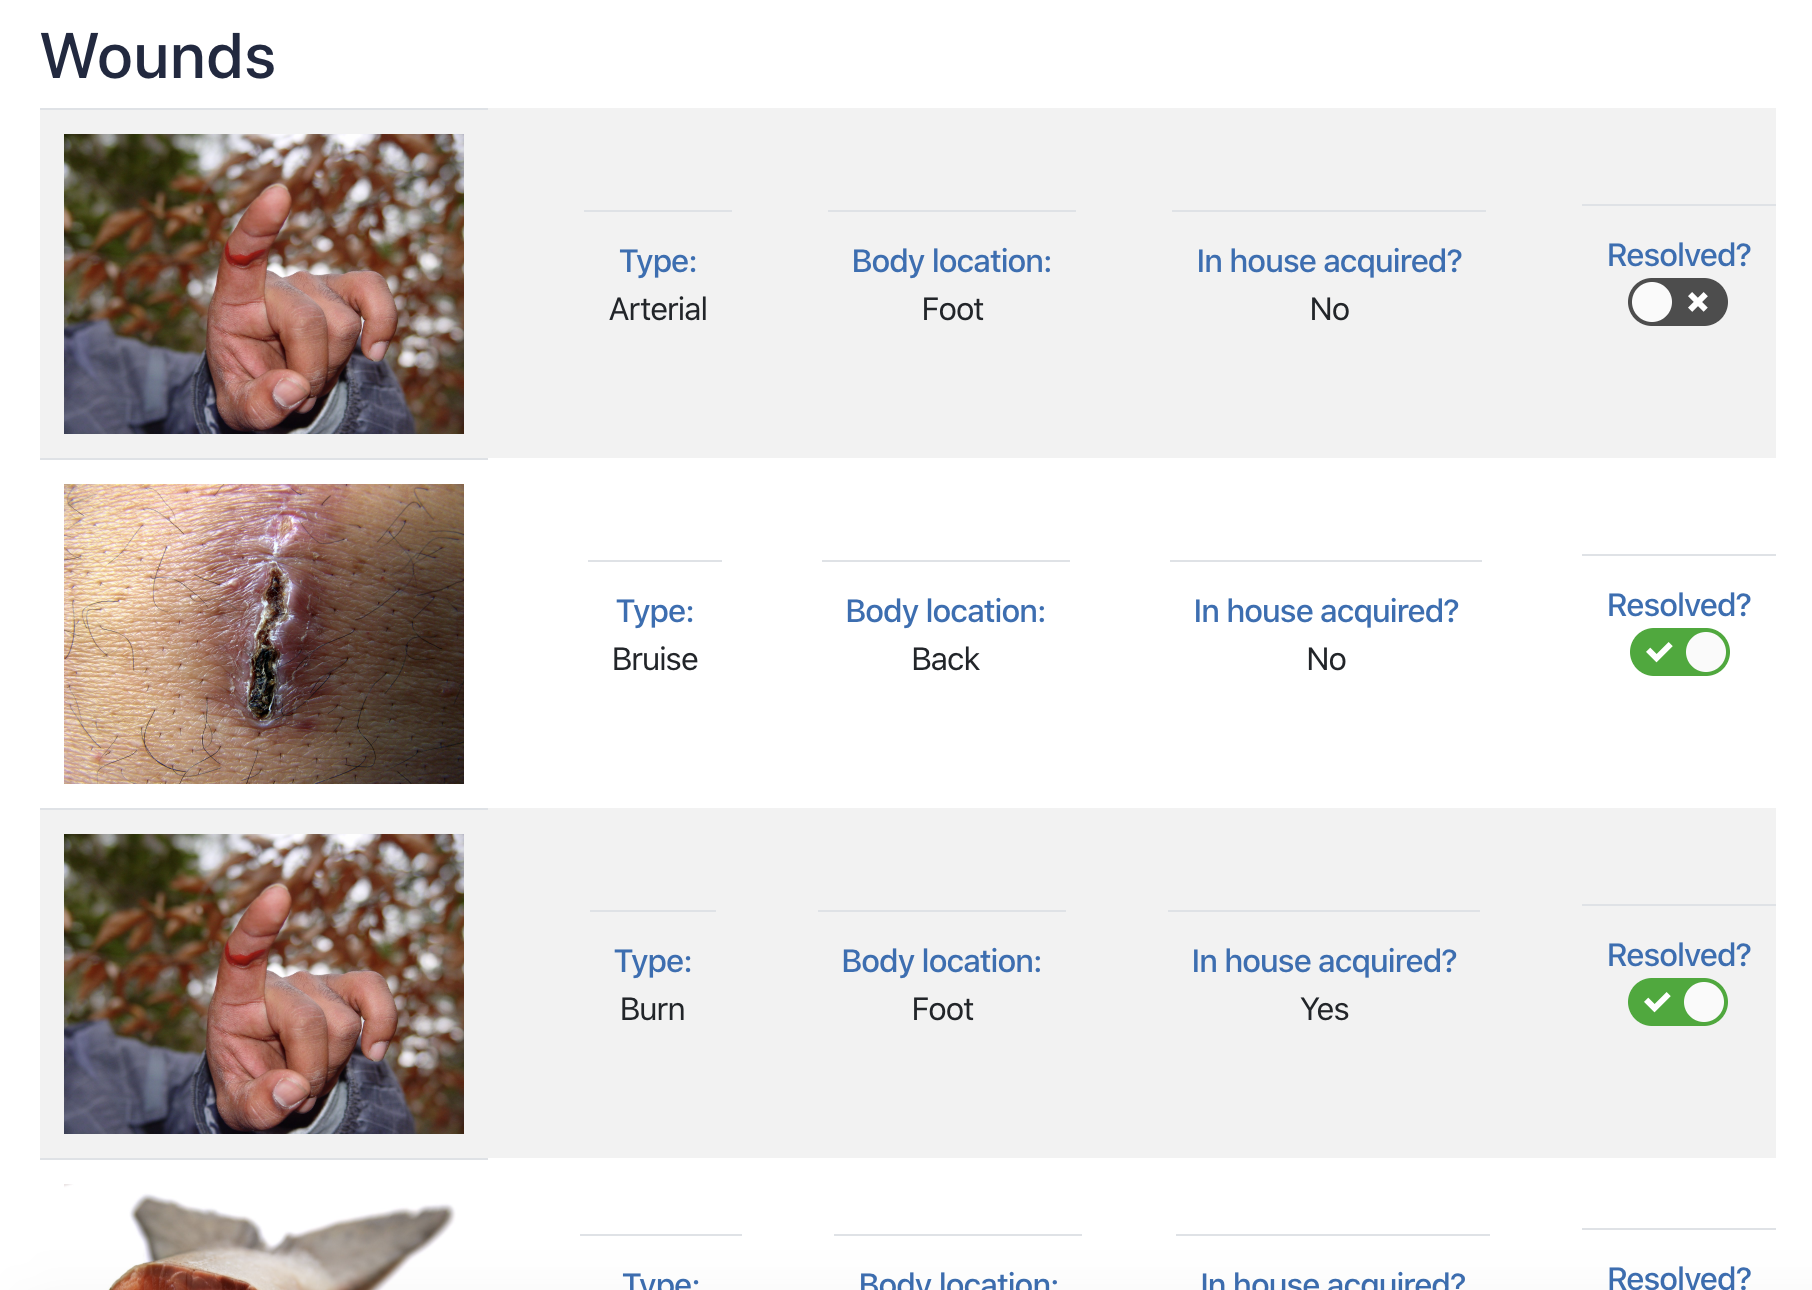 Wounds
Type: Body location: In house acquired? Resolved?
Arterial Foot No
Type: Body location: In house acquired? Resolved?
Bruise Back No
Type: Body location: In house acquired? Resolved?
Burn Foot Yes
Type: Body location: In house acquired? Resolved?